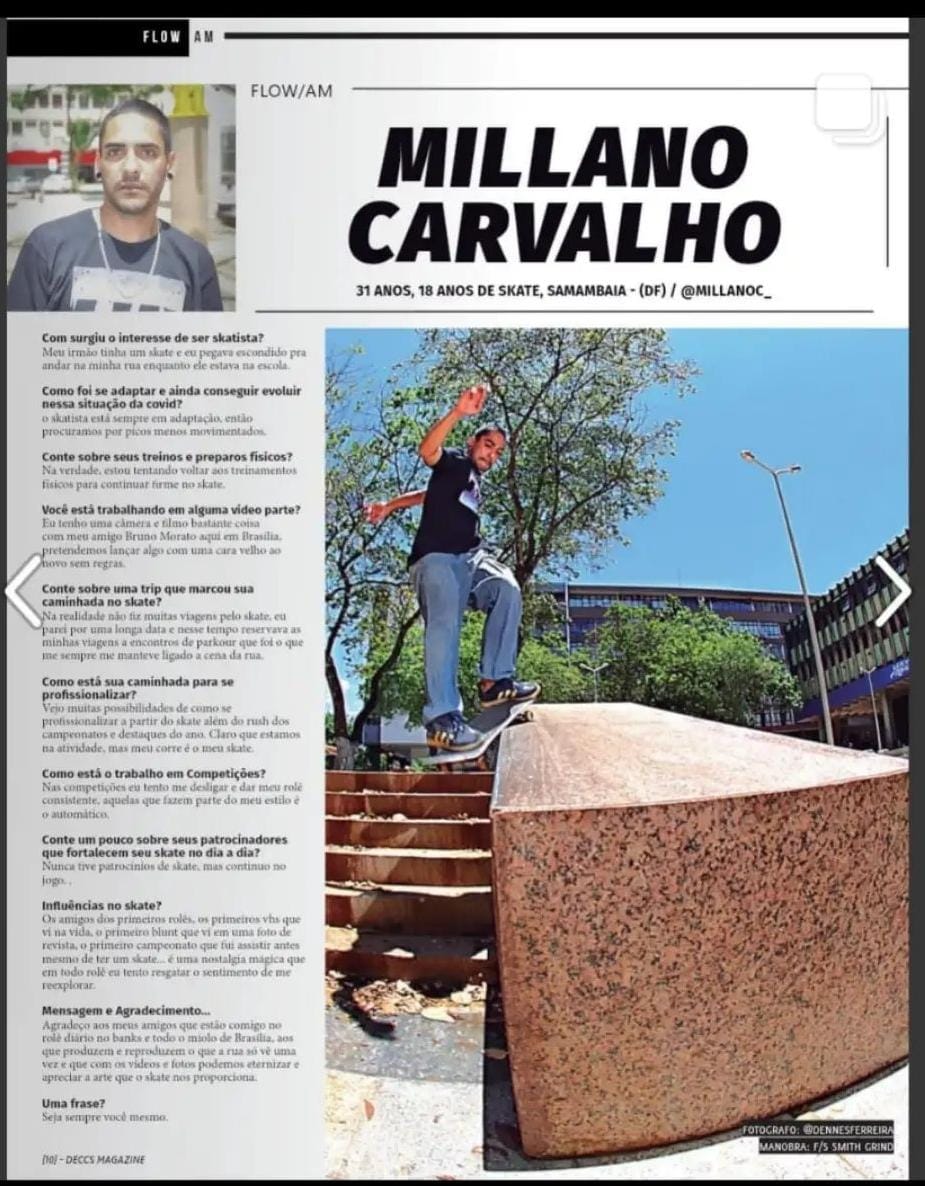 FLOW AM
FLOW/AM
MILLANO
CARVALHO
31 ANOS, 18 ANOS DE SKATE, SAMAMBAIA - (DF) / @MILLANOC_
Com surgiu o interesse de ser skatista?
Meu irmão tinha um skate e eu pegava escondido pra
andar na minha rua enquanto ele estava na escola.
Como foi se adaptar e ainda conseguir evoluir
nessa situação da covid?
o skatista está sempre em adaptação, então
procuramos por picos menos movimentados.
Conte sobre seus treinos e preparos físicos?
Na verdade, estou tentando voltar aos treinamentos
físicos para continuar firme no skate.
Você está trabalhando em alguma vídeo parte?
Eu tenho uma câmera e filmo bastante coisa
com meu amigo Bruno Morato aqui em Brasília,
pretendemos lançar algo com uma cara velho ao
novo sem regras.
Conte sobre uma trip que marcou sua
caminhada no skate?
Na realidade não fiz muitas viagens pelo skate, eu
parei por uma longa data e nesse tempo reservava as
minhas viagens a encontros de parkour que foi o que
me sempre me manteve ligado a cena da rua.
Como está sua caminhada para se
profissionalizar?
Vejo muitas possibilidades de como se
profissionalizar a partir do skate além do rush dos
campeonatos e destaques do ano. Claro que estamos
na atividade, mas meu corre é o meu skate.
Como está o trabalho em Competições?
Nas competições eu tento me desligar e dar meu rolê
consistente, aquelas que fazem parte do meu estilo é
o automático.
Conte um pouco sobre seus patrocinadores
que fortalecem seu skate no dia a dia?
Nunca tive patrocínios de skate, mas continuo no
jogo. .
Influências no skate?
Os amigos dos primeiros rolês, os primeiros vhs que
vi na vida, o primeiro blunt que vi em uma foto de
revista, o primeiro campeonato que fui assistir antes
mesmo de ter um skate... é uma nostalgia mágica que
em todo rolê eu tento resgatar o sentimento de me
reexplorar.
Mensagem e Agradecimento...
Agradeço aos meus amigos que estão comigo no
rolê diário no banks e todo o miolo de Brasília, aos
que produzem e reproduzem o que a rua só vê uma
vez e que com os vídeos e fotos podemos eternizar e
apreciar a arte que o skate nos proporciona.
Uma frase?
Seja sempre você mesmo.
FOTOGRAFO: @DENNESFERREIRA
MANOBRA: F/S SMITH GRIND
[10] - DECCS MAGAZINE